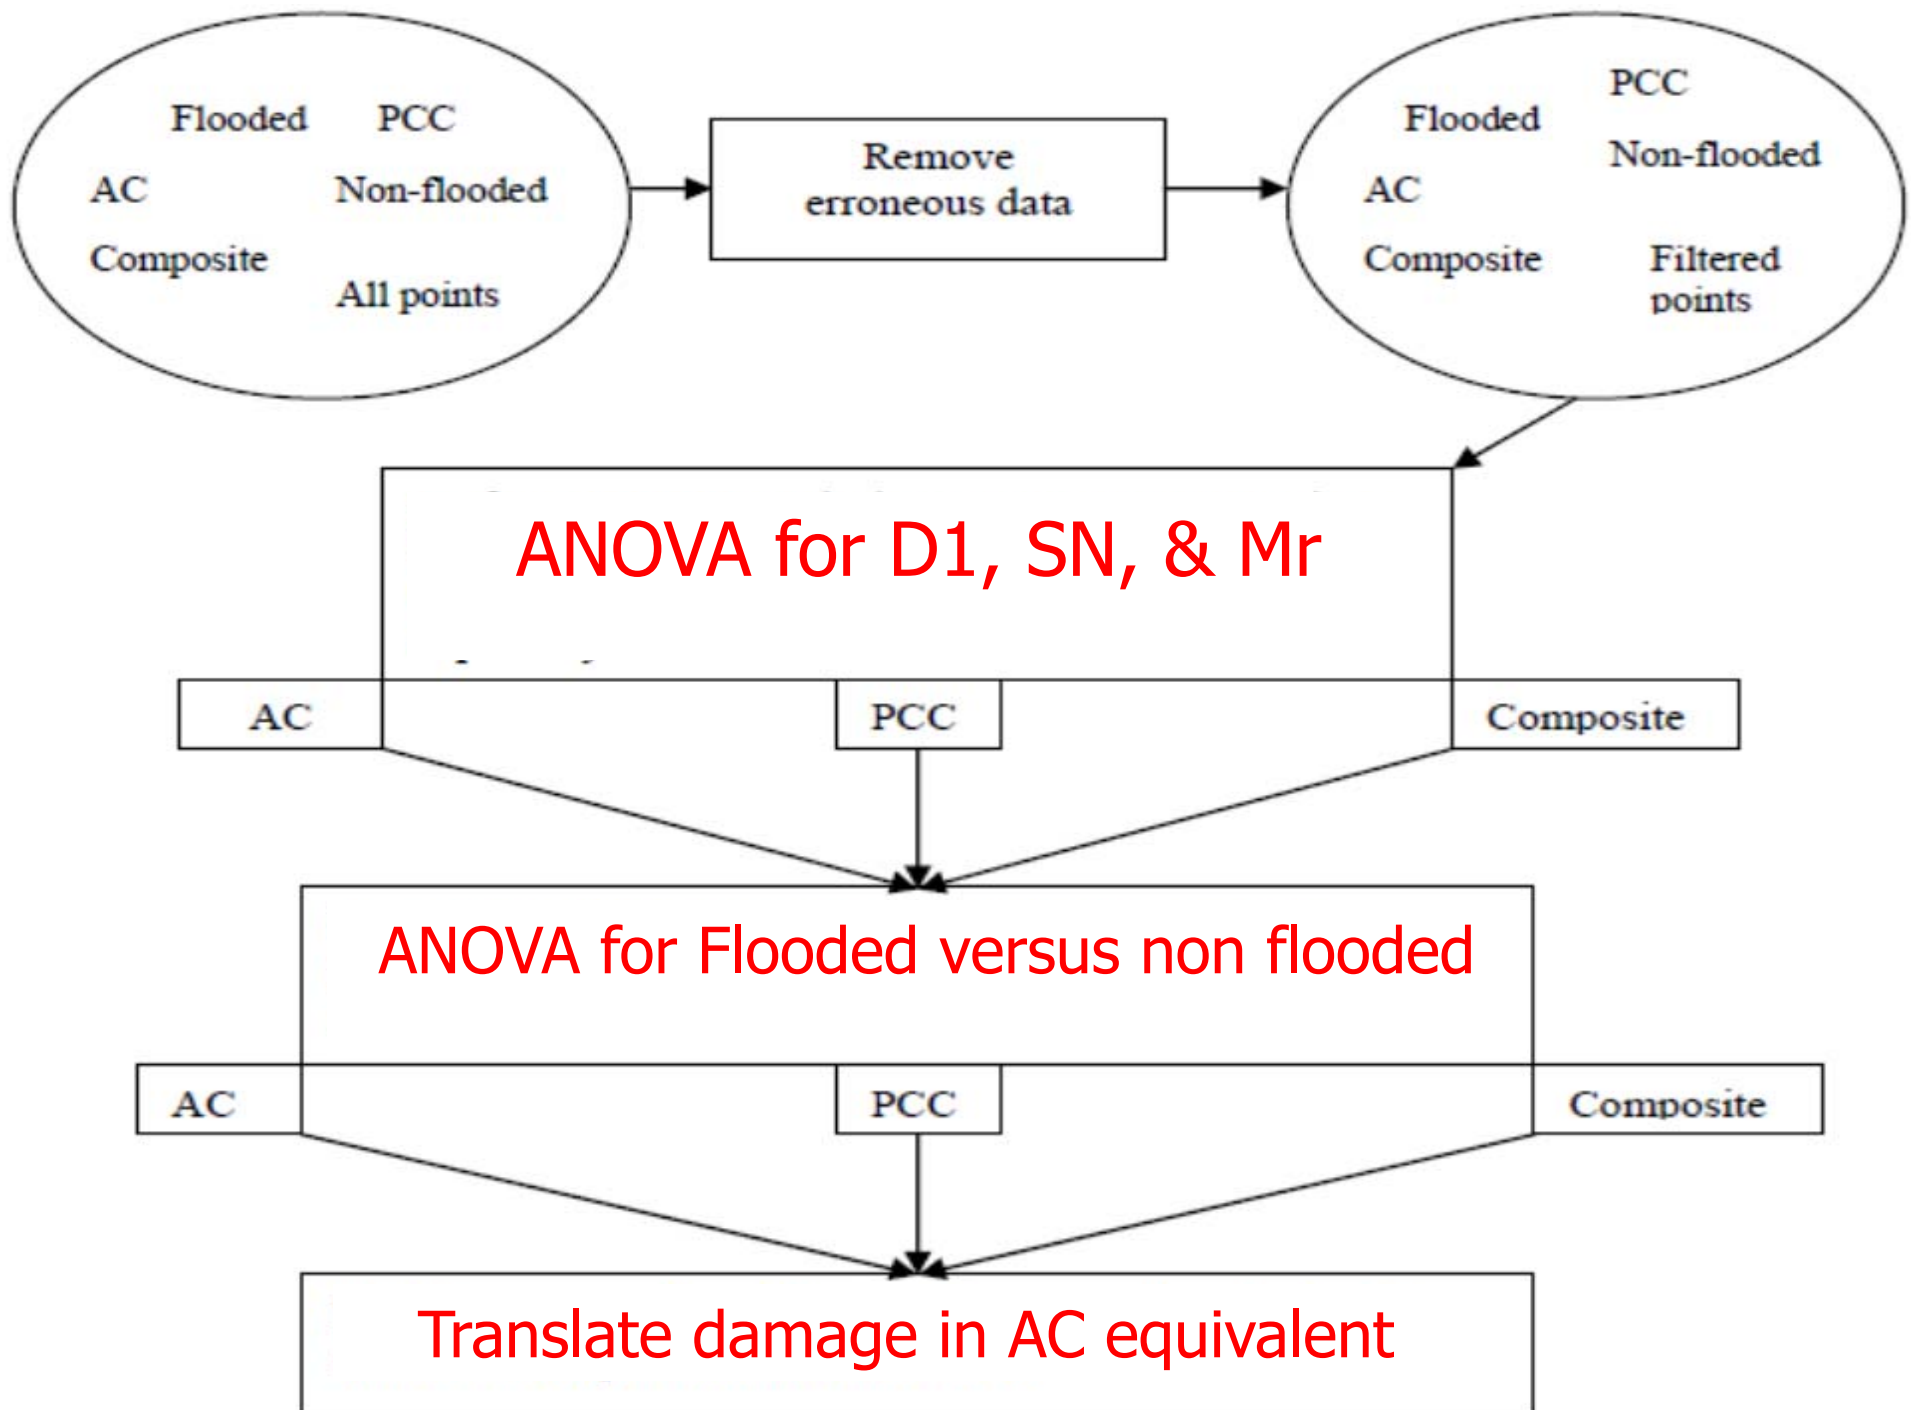 Flooded PCC
AC Non-flooded
Composite
All points
Remove
erroneous data
PCC
Flooded
Non-flooded
AC
Composite Filtered
points
ANOVA for D1, SN, & Mr
AC PCC Composite
ANOVA for Flooded versus non flooded
AC PCC Composite
Translate damage in AC equivalent